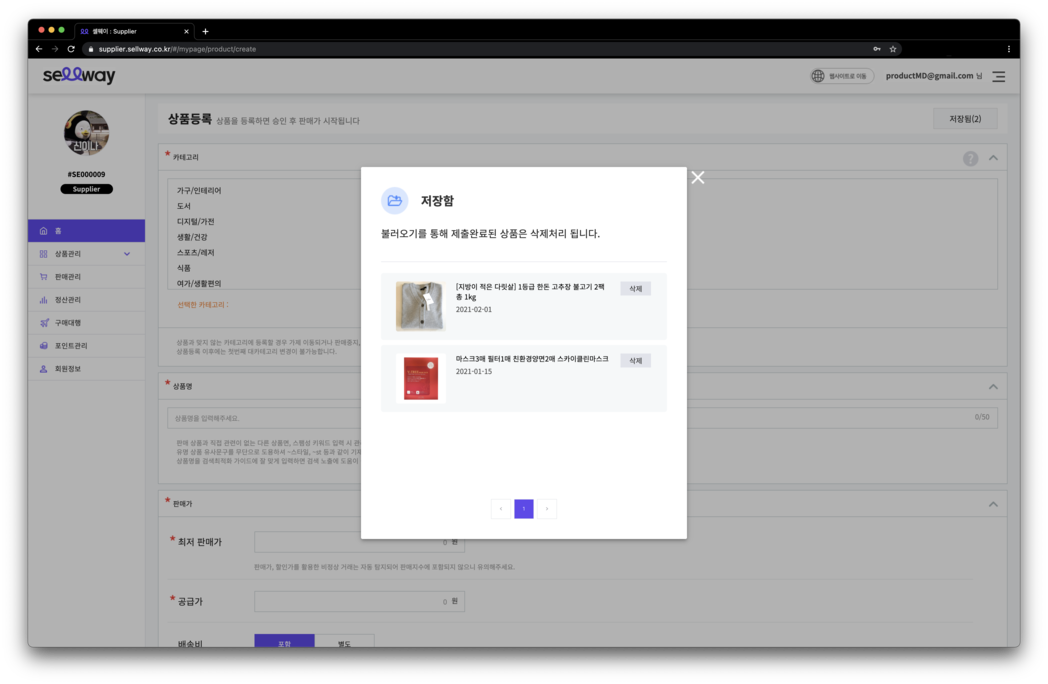 셀웨이 : Supplier
supplier.sellway.co.kr/#/mypage/product/create
sellway
웹사이트로 이동
productMD@gmail.com 님
신이나
#SE000009
Supplier
홈
상품관리
판매관리
정산관리
구매대행
포인트관리
회원정보
상품등록 상품을 등록하면 승인 후 판매가 시작됩니다
저장됨(2)
* 카테고리
?
가구/인테리어
도서
디지털/가전
생활/건강
스포츠/레저
식품
여가/생활편의
선택한 카테고리 :
상품과 맞지 않는 카테고리에 등록할 경우 가제 이동되거나 판매중지,
상품등록 이후에는 첫번째 대카테고리 변경이 불가능합니다.
* 상품명
상품명을 입력해주세요.
0/50
판매 상품과 직접 관련이 없는 다른 상품면, 스팸성 키워드 입력 시 관
유명 상품 유사문구를 무단으로 도용하세 ~스타일, ~st 등과 같이 기재
상품명을 검색최적화 가이드에 잘 맞게 입력하면 검색 노출에 도움이
* 판매가
* 최저 판매가
0 원
판매가, 할인가를 활용한 비정상 거래는 자동 탐지되어 판매지수에 포함되지 않으니 유의해주세요.
* 공급가
0 원
배송비
포함
별도
저장함
불러오기를 통해 제출완료된 상품은 삭제처리 됩니다.
[지방이 적은 다릿살] 1등급 한돈 고추장 불고기 2팩
총 1kg
2021-02-01
삭제
마스크3매 필터1매 친환경양면2매 스카이클린마스크
2021-01-15
삭제
‹
1
›